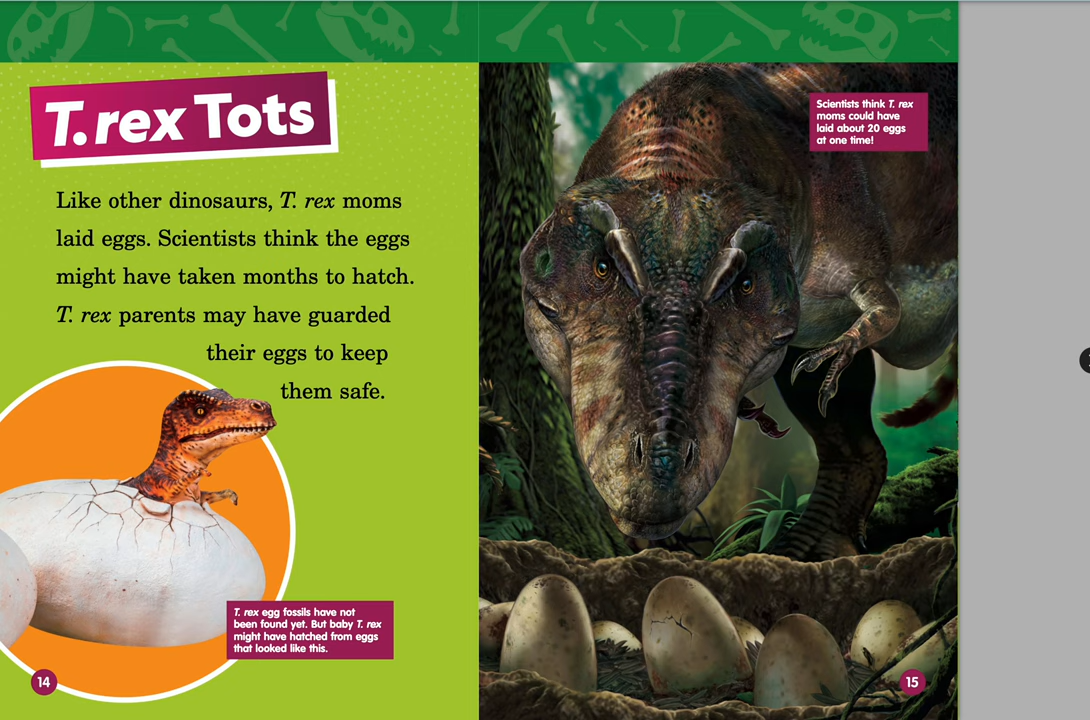 T. rex Tots
Like other dinosaurs, T. rex moms
laid eggs. Scientists think the eggs
might have taken months to hatch.
T. rex parents may have guarded
their eggs to keep
them safe.
T. rex egg fossils have not
been found yet. But baby T. rex
might have hatched from eggs
that looked like this.
14
Scientists think T. rex
moms could have
laid about 20 eggs
at one time!
15